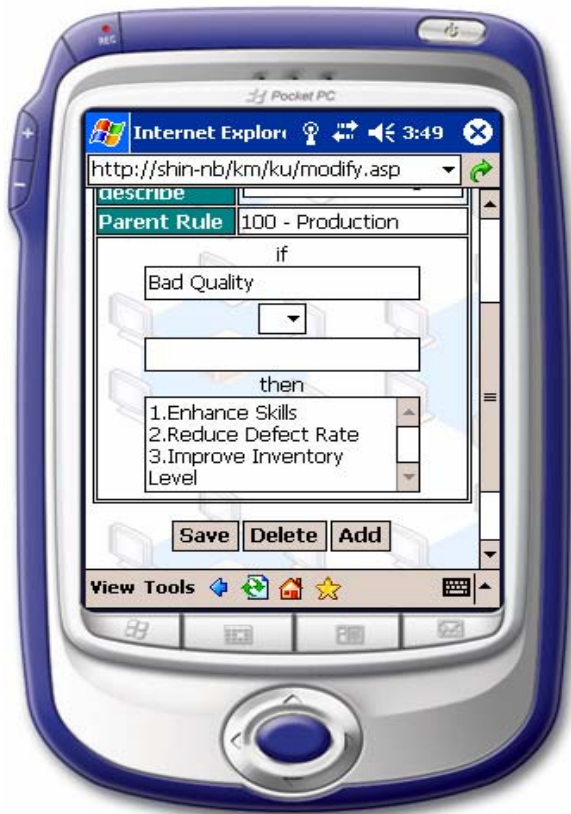 REC
Pocket PC
Internet Explor 3:49
http://shin-nb/km/ku/modify.asp
describe
Parent Rule 100 - Production
if
Bad Quality
then
1.Enhance Skills
2.Reduce Defect Rate
3.Improve Inventory
Level
Save Delete Add
View Tools